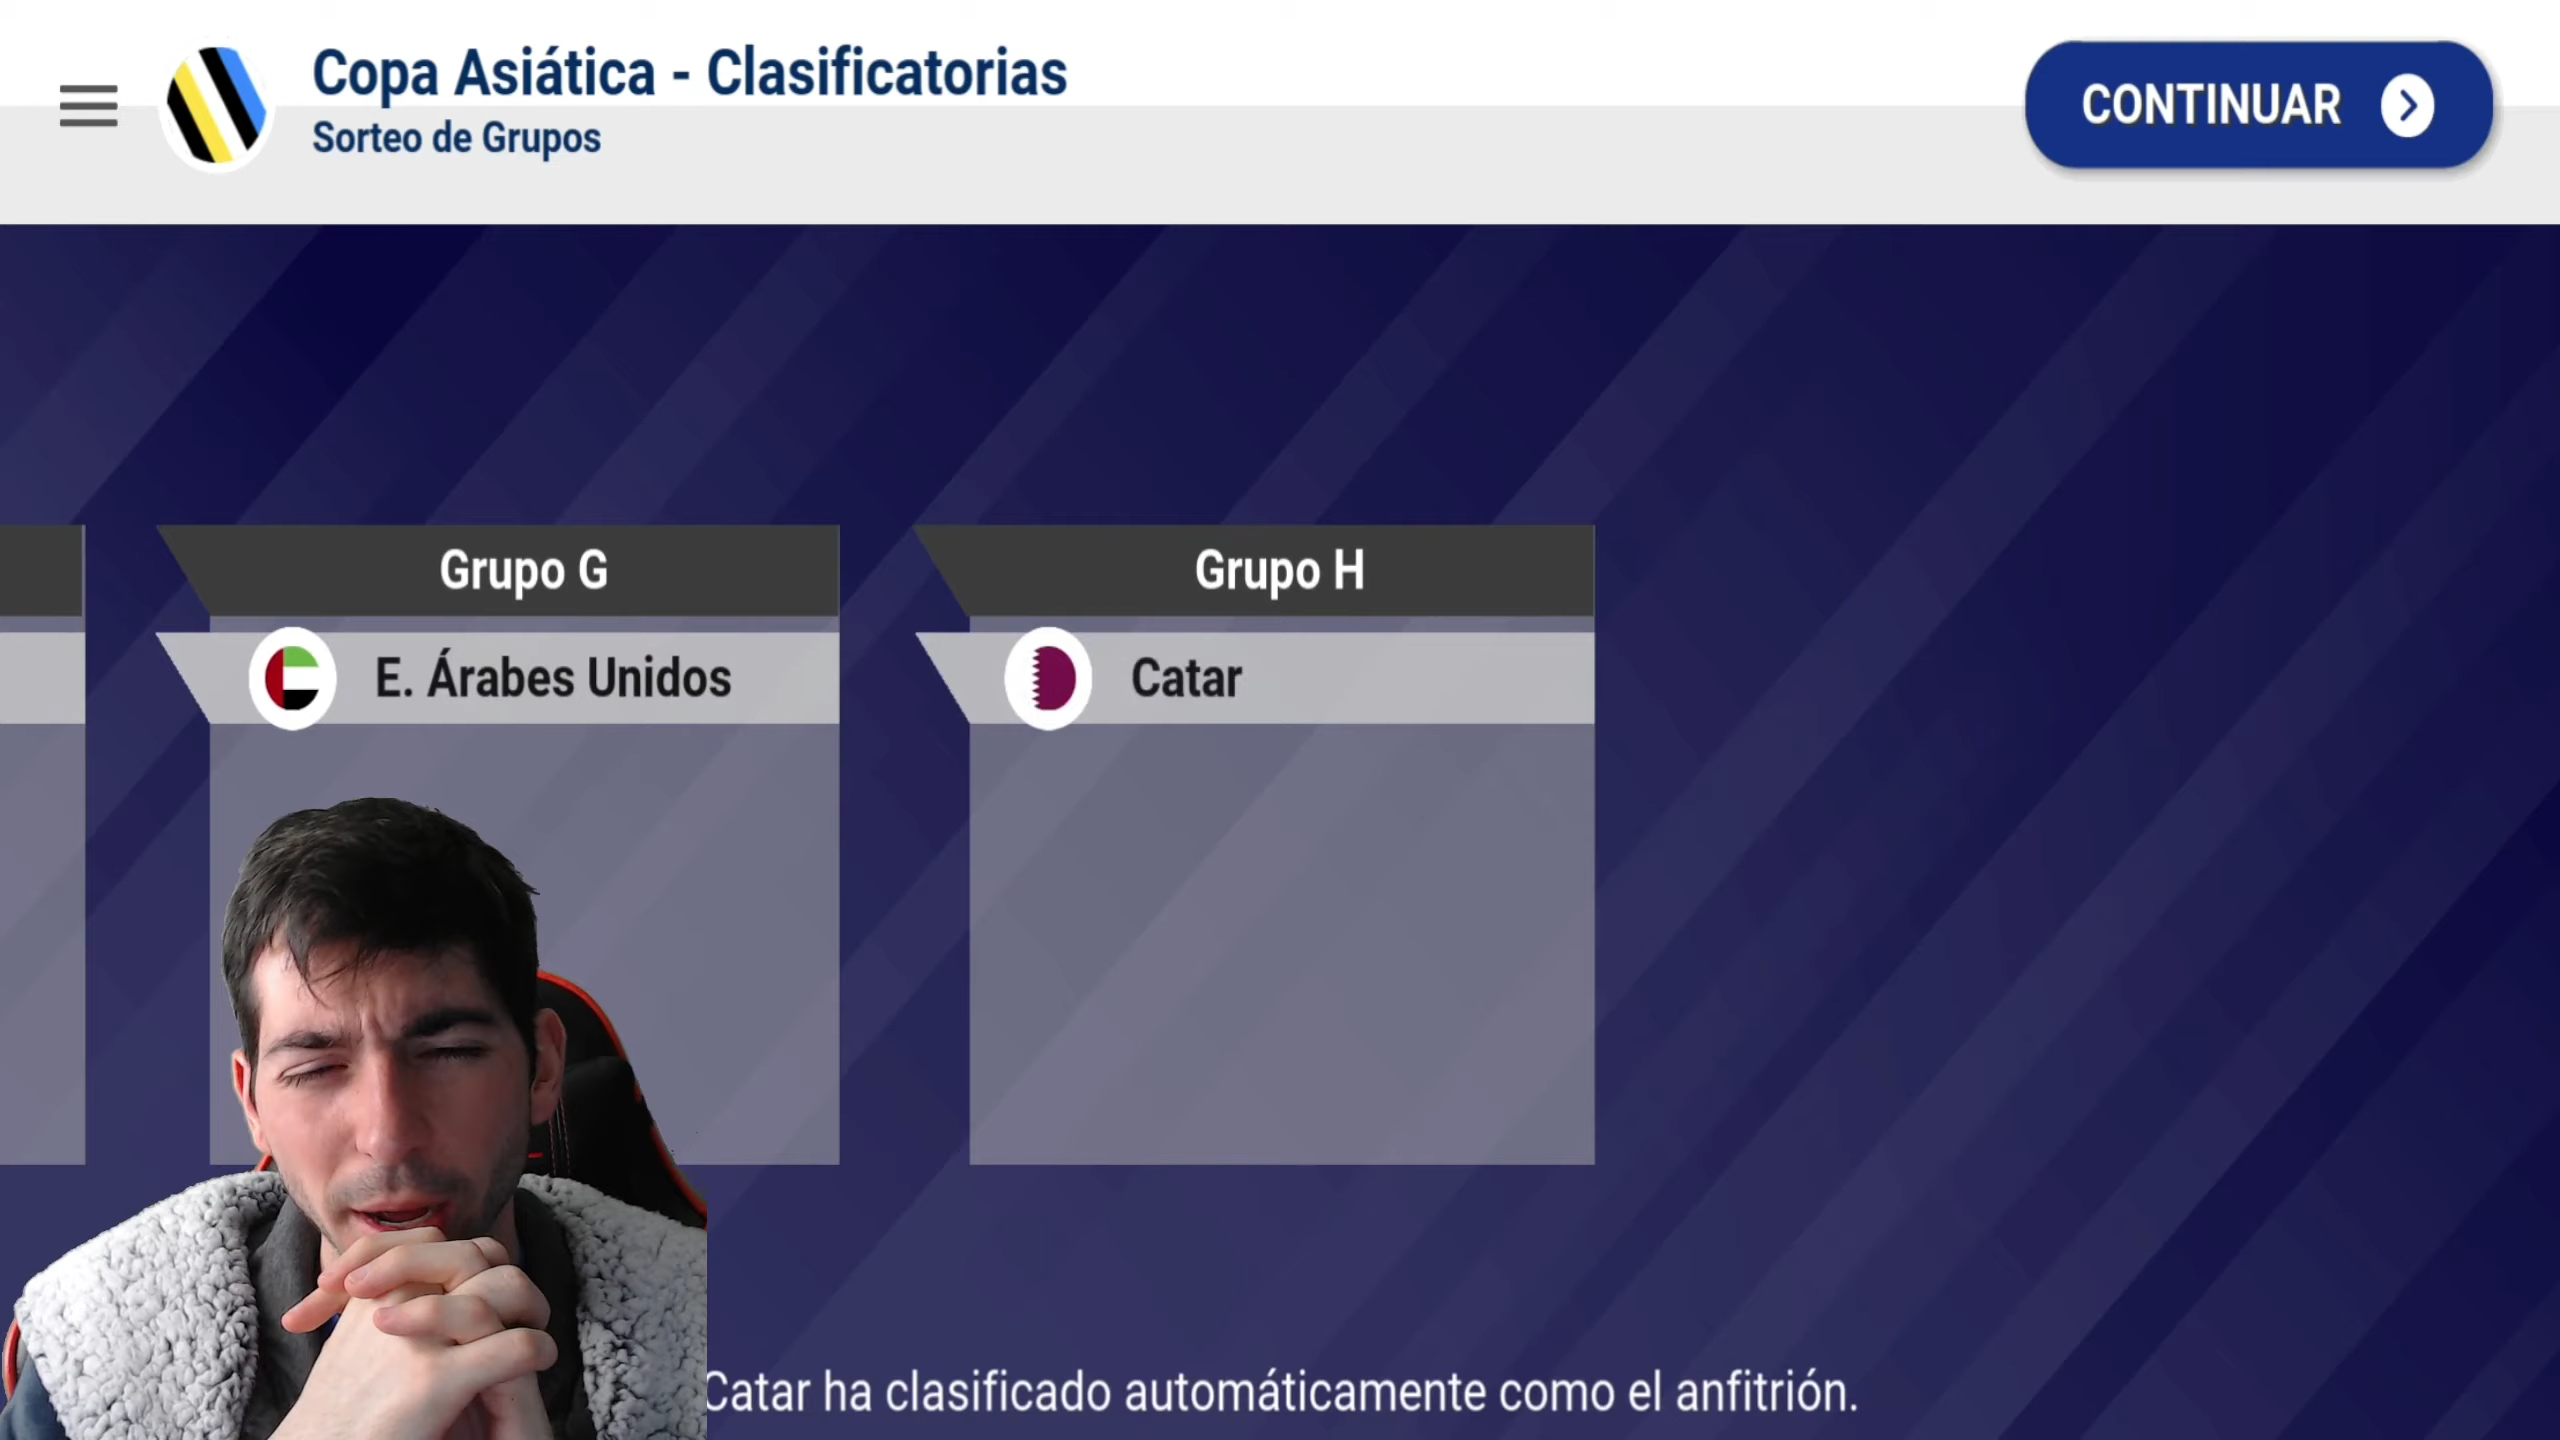 Copa Asiática - Clasificatorias
Sorteo de Grupos
CONTINUAR
Grupo G
E. Árabes Unidos
Grupo H
Catar
Catar ha clasificado automáticamente como el anfitrión.